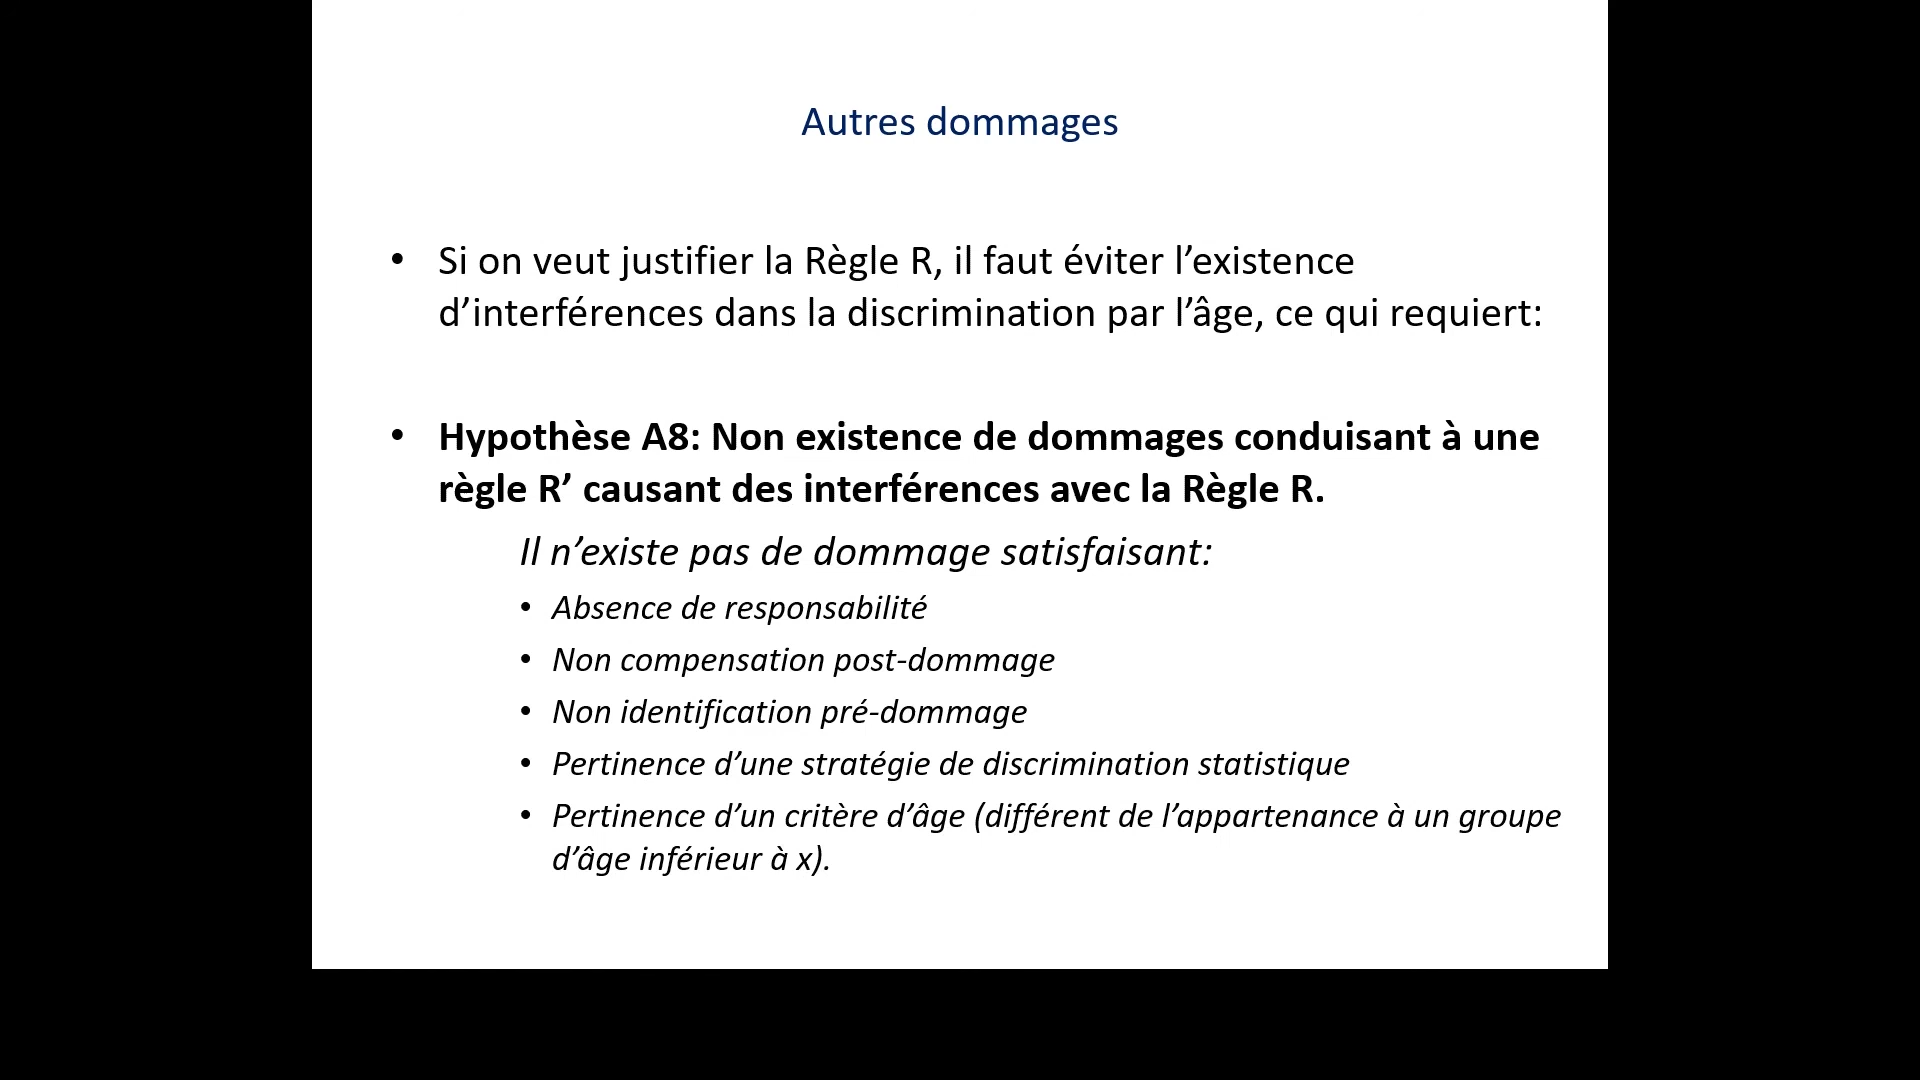 Autres dommages
• Si on veut justifier la Règle R, il faut éviter l’existence
d’interférences dans la discrimination par l’âge, ce qui requiert:
• Hypothèse A8: Non existence de dommages conduisant à une
règle R’ causant des interférences avec la Règle R.
Il n’existe pas de dommage satisfaisant:
• Absence de responsabilité
• Non compensation post-dommage
• Non identification pré-dommage
• Pertinence d’une stratégie de discrimination statistique
• Pertinence d’un critère d’âge (différent de l’appartenance à un groupe
d’âge inférieur à x).